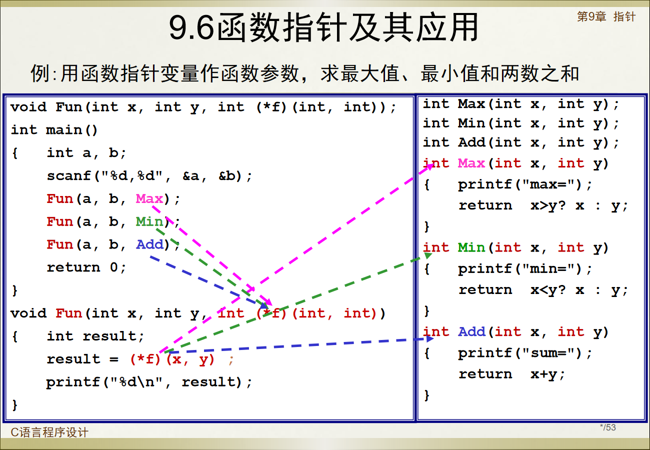 第9章 指针
9.6函数指针及其应用
例:用函数指针变量作函数参数，求最大值、最小值和两数之和
void Fun(int x, int y, int (*f)(int, int));
int main()
{   int a, b;
    scanf("%d,%d", &a, &b);
    Fun(a, b, Max);
    Fun(a, b, Min);
    Fun(a, b, Add);
    return 0;
}
void Fun(int x, int y, int (*f)(int, int))
{   int result;
    result = (*f)(x, y) ;
    printf("%d\n", result);
}
int Max(int x, int y);
int Min(int x, int y);
int Add(int x, int y);
int Max(int x, int y)
{   printf("max=");
    return  x>y? x : y;
}
int Min(int x, int y)
{   printf("min=");
    return  x<y? x : y;
}
int Add(int x, int y)
{   printf("sum=");
    return  x+y;
}
C语言程序设计
*/53